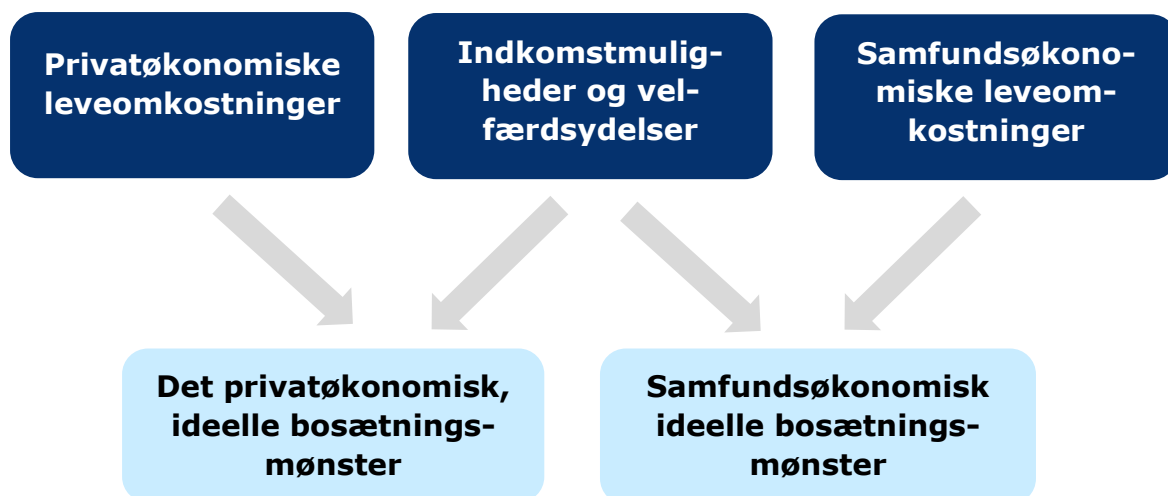 Privatøkonomiske
leveomkostninger
Indkomstmulig-
heder og vel-
færdsydelser
Samfundsøkono-
miske leveom-
kostninger
Det privatøkonomisk,
ideelle bosætnings-
mønster
Samfundsøkonomisk
ideelle bosætnings-
mønster